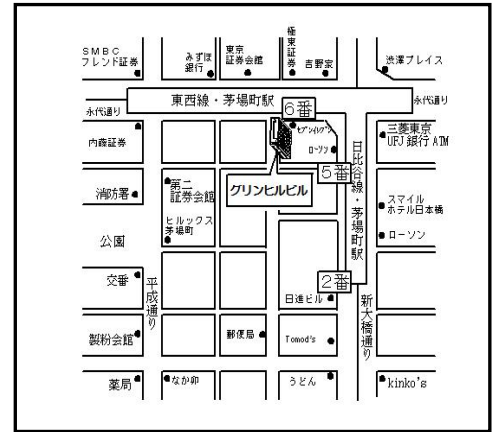 SMBC
フレンド証券
みずほ
銀行
東京
証券会館
極東証券
吉野家
渋澤プレイス
永代通り
東西線・茅場町駅
6番
永代通り
内藤証券
セブンイレブン
ローソン
5番
三菱東京
UFJ銀行ATM
日比谷線・茅場町駅
消防署
第二
証券会館
グリンヒルビル
スマイル
ホテル日本橋
ヒルックス
茅場町
ローソン
公園
2番
交番
平成通り
日進ビル
新大橋通り
製粉会館
郵便局
Tomod's
薬局
なか卯
うどん
kinko's